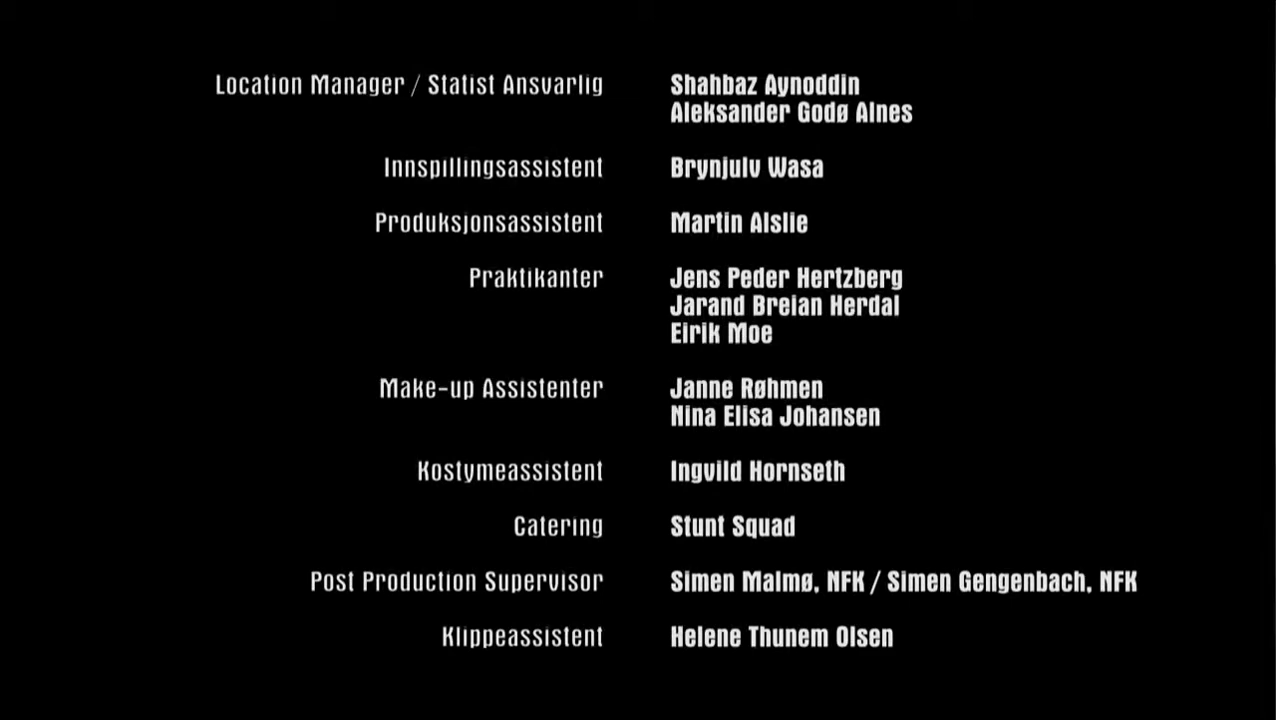 Location Manager / Statist Ansvarlig Shahbaz Aynoddin
Aleksander Godø Alnes
Innspillingsassistent Brynjulv Wasa
Produksjonsassistent Martin Alslie
Praktikanter Jens Peder Hertzberg
Jarand Breian Herdal
Eirik Moe
Make-up Assistenter Janne Røhmen
Nina Elisa Johansen
Kostymeassistent Ingvild Hornseth
Catering Stunt Squad
Post Production Supervisor Simen Malmø, NFK / Simen Gengenbach, NFK
Klippeassistent Helene Thunem Olsen